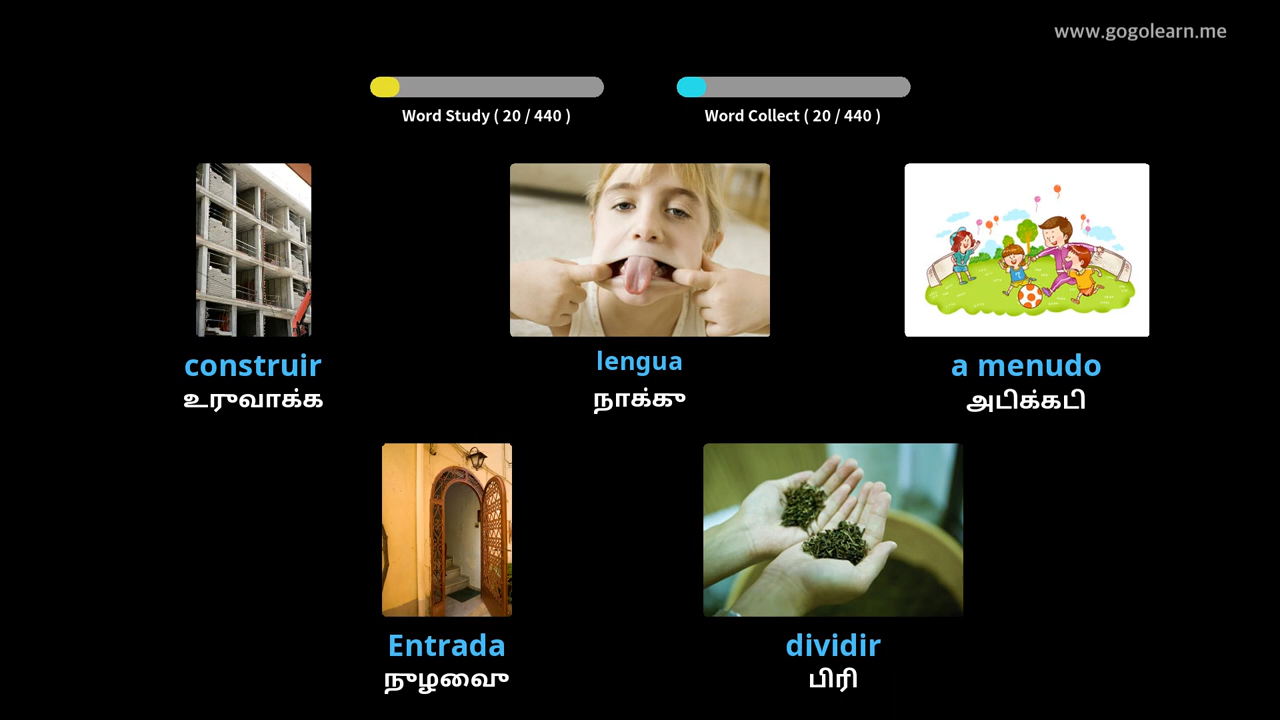 www.gogolearn.me
Word Study ( 20 / 440 )
Word Collect ( 20 / 440 )
construir
உருவாக்க
lengua
நாக்கு
a menudo
அடிக்கடி
Entrada
நுழைவு
dividir
பிரி